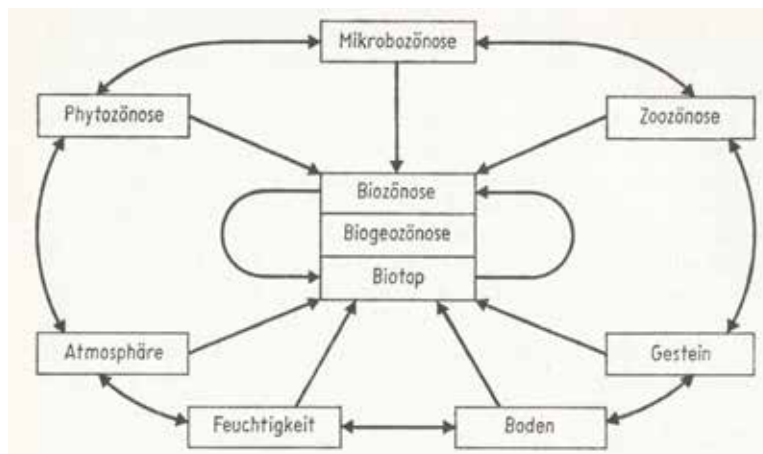 Mikrobozönose
Phytozönose
Zoozönose
Biozönose
Biogeozönose
Biotop
Atmosphäre
Gestein
Feuchtigkeit
Boden